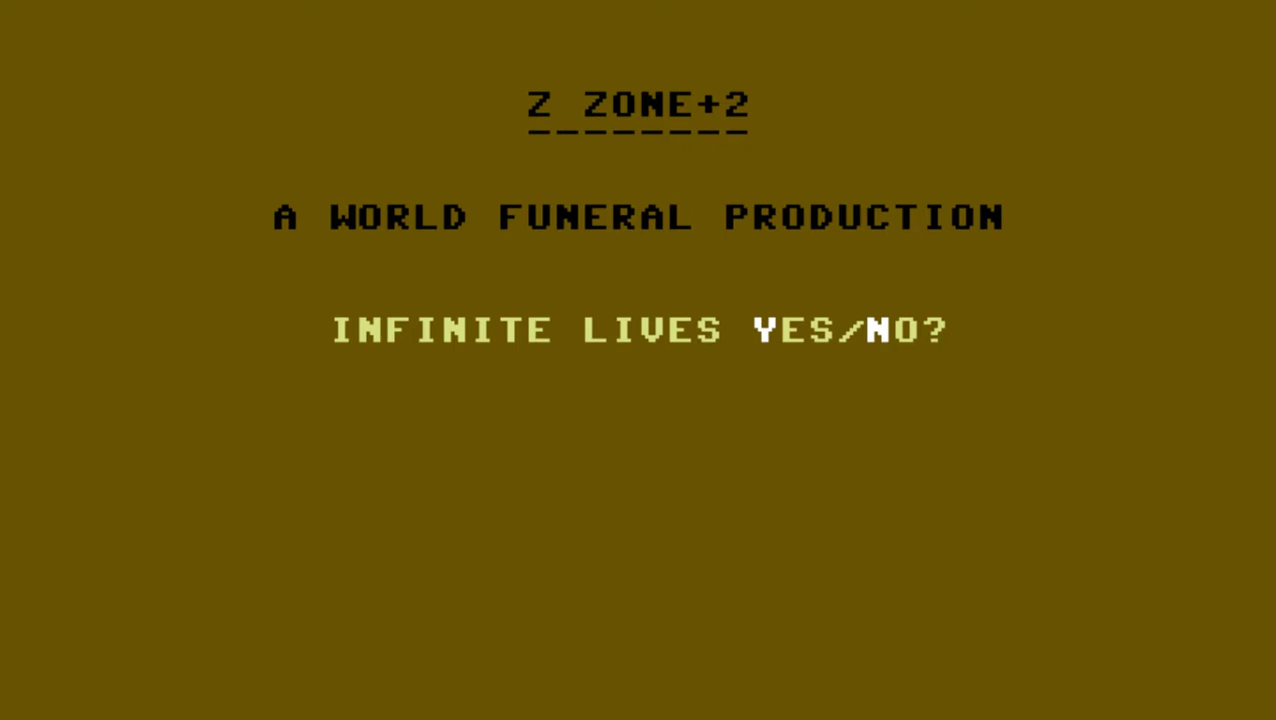 Z ZONE+2
--------
A WORLD FUNERAL PRODUCTION
INFINITE LIVES YES/NO?